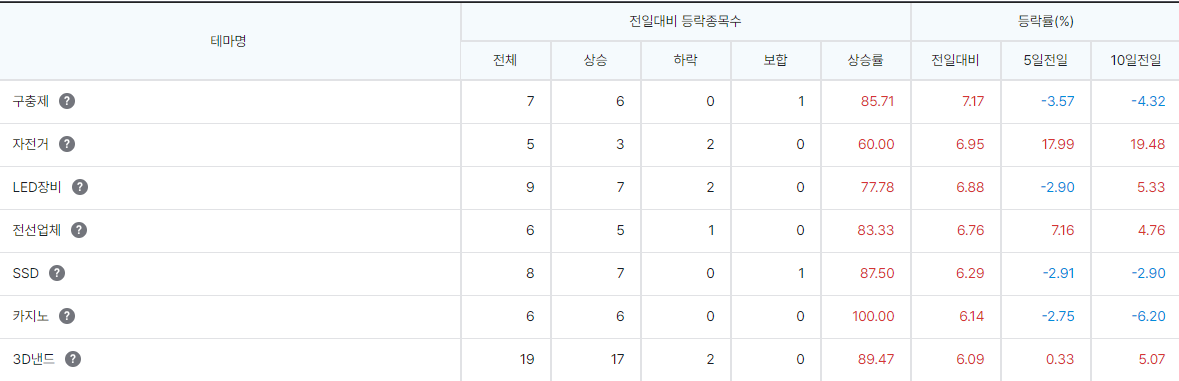 테마명 전일대비 등락종목수 등락률(%)
전체 상승 하락 보합 상승률 전일대비 5일전일 10일전일
구충제 ? 7 6 0 1 85.71 7.17 -3.57 -4.32
자전거 ? 5 3 2 0 60.00 6.95 17.99 19.48
LED장비 ? 9 7 2 0 77.78 6.88 -2.90 5.33
전선업체 ? 6 5 1 0 83.33 6.76 7.16 4.76
SSD ? 8 7 0 1 87.50 6.29 -2.91 -2.90
카지노 ? 6 6 0 0 100.00 6.14 -2.75 -6.20
3D낸드 ? 19 17 2 0 89.47 6.09 0.33 5.07